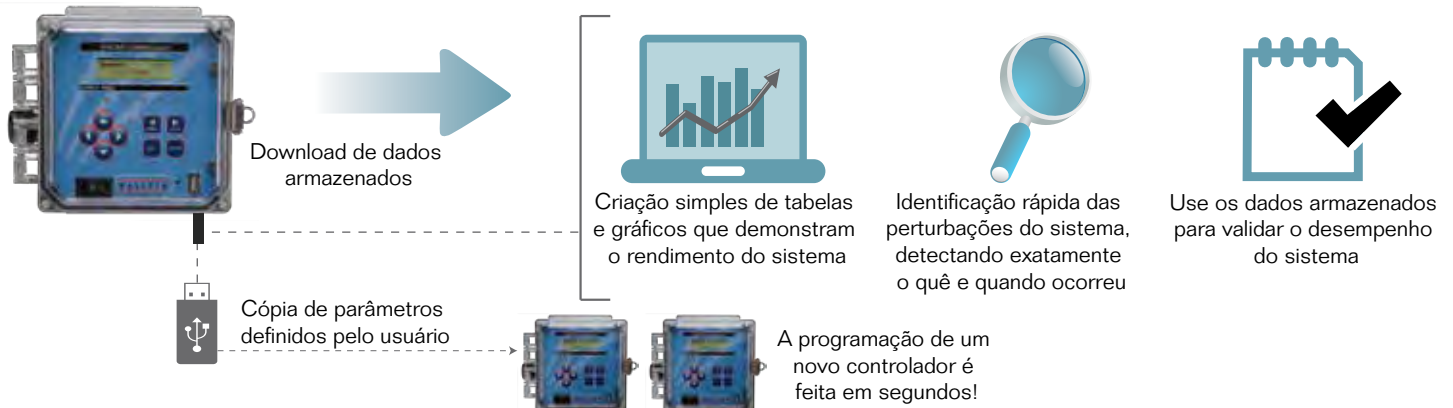 Download de dados
armazenados
Criação simples de tabelas
e gráficos que demonstram
o rendimento do sistema
Identificação rápida das
perturbações do sistema,
detectando exatamente
o quê e quando ocorreu
Use os dados armazenados
para validar o desempenho
do sistema
Cópia de parâmetros
definidos pelo usuário
A programação de um
novo controlador é
feita em segundos!